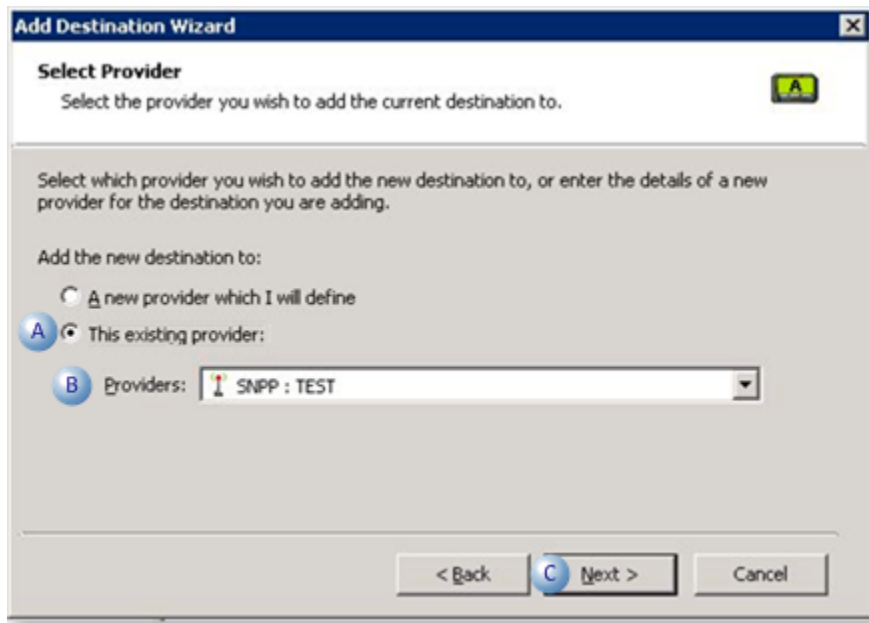 Add Destination Wizard
Select Provider
Select the provider you wish to add the current destination to.
A
Select which provider you wish to add the new destination to, or enter the details of a new
provider for the destination you are adding.
Add the new destination to:
A new provider which I will define
A This existing provider:
B Providers: SNPP : TEST
< Back C Next > Cancel